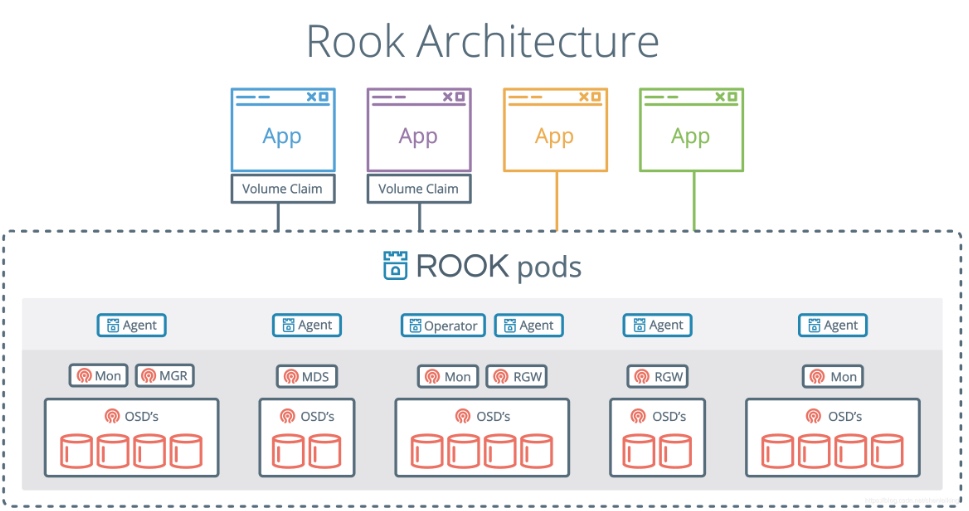 Rook Architecture
App
App
App
App
Volume Claim
Volume Claim
ROOK pods
Agent
Agent
Operator
Agent
Agent
Agent
Mon
MGR
MDS
Mon
RGW
RGW
Mon
OSD's
OSD's
OSD's
OSD's
OSD's